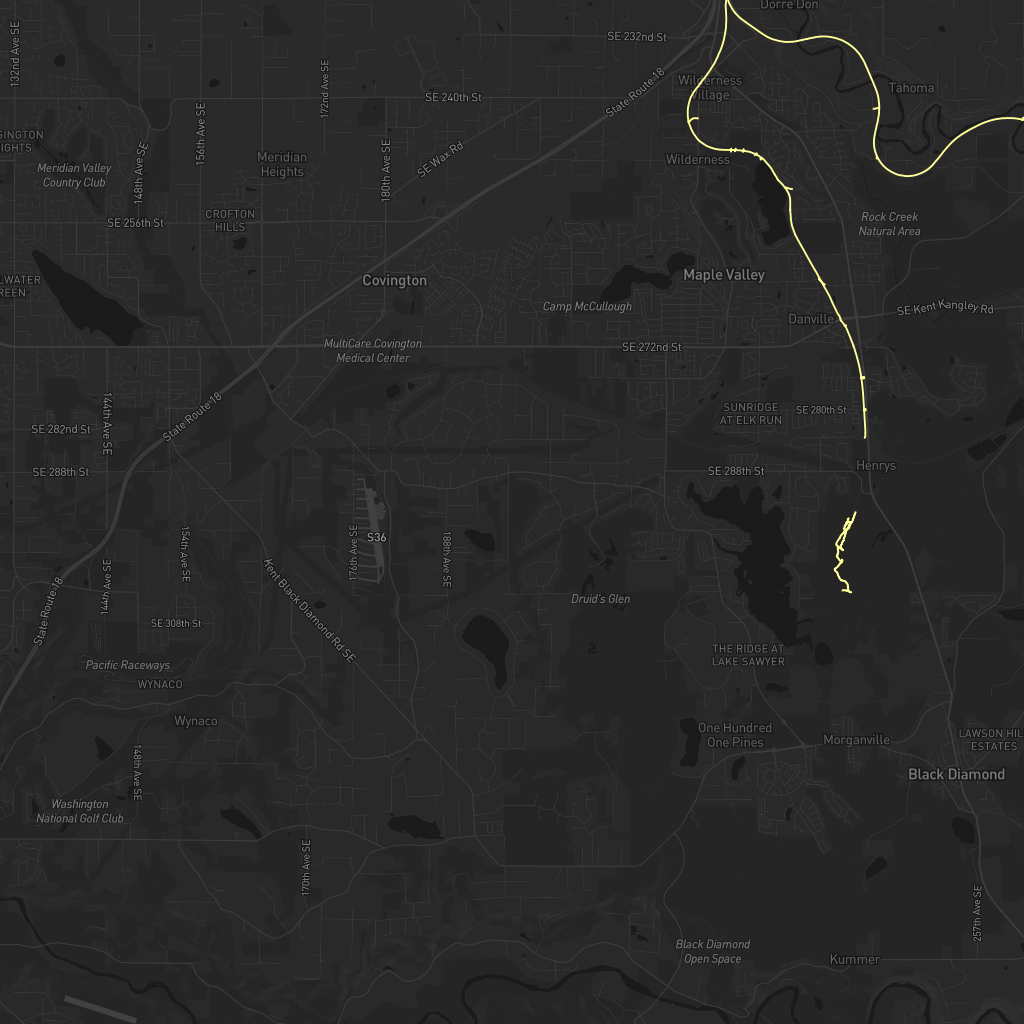 Dorre Don
SE 232nd St
132nd Ave SE
172nd Ave SE
State Route 18
Wilderness
Village
Tahoma
SE 240th St
156th Ave SE
148th Ave SE
180th Ave SE
SE Wax Rd
Meridian
Heights
Meridian Valley
Country Club
Wilderness
CROFTON
HILLS
SE 256th St
Rock Creek
Natural Area
Covington
Maple Valley
Camp McCullough
SE Kent Kangley Rd
Danville
MultiCare Covington
Medical Center
SE 272nd St
144th Ave SE
State Route 18
SUNRIDGE
AT ELK RUN
SE 280th St
SE 282nd St
SE 288th St
SE 288th St
Henrys
S36
154th Ave SE
176th Ave SE
188th Ave SE
144th Ave SE
State Route 18
Kent Black Diamond Rd SE
Druid's Glen
SE 308th St
THE RIDGE AT
LAKE SAWYER
Pacific Raceways
WYNACO
Wynaco
One Hundred
One Pines
Morganville
ESTATES
Black Diamond
148th Ave SE
Washington
National Golf Club
170th Ave SE
257th Ave SE
Black Diamond
Open Space
Kummer